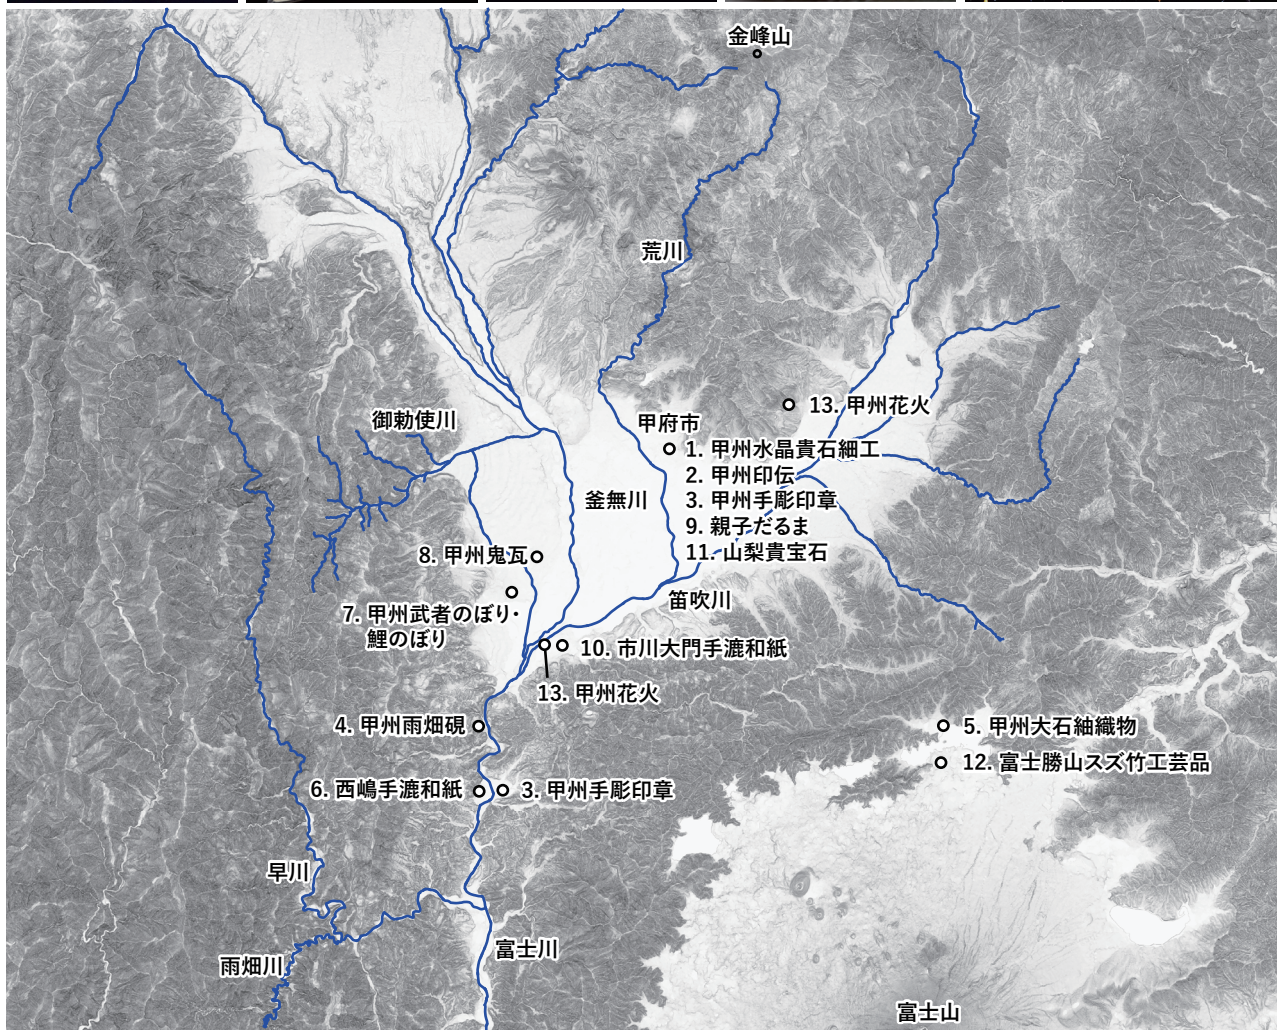 金峰山
荒川
13. 甲州花火
甲府市
御勅使川
1. 甲州水晶貴石細工
2. 甲州印伝
釜無川
3. 甲州手彫印章
9. 親子だるま
11. 山梨貴宝石
8. 甲州鬼瓦
笛吹川
7. 甲州武者のぼり・
鯉のぼり
10. 市川大門手漉和紙
13. 甲州花火
4. 甲州雨畑硯
5. 甲州大石紬織物
12. 富士勝山スズ竹工芸品
6. 西嶋手漉和紙
3. 甲州手彫印章
早川
富士川
雨畑川
富士山